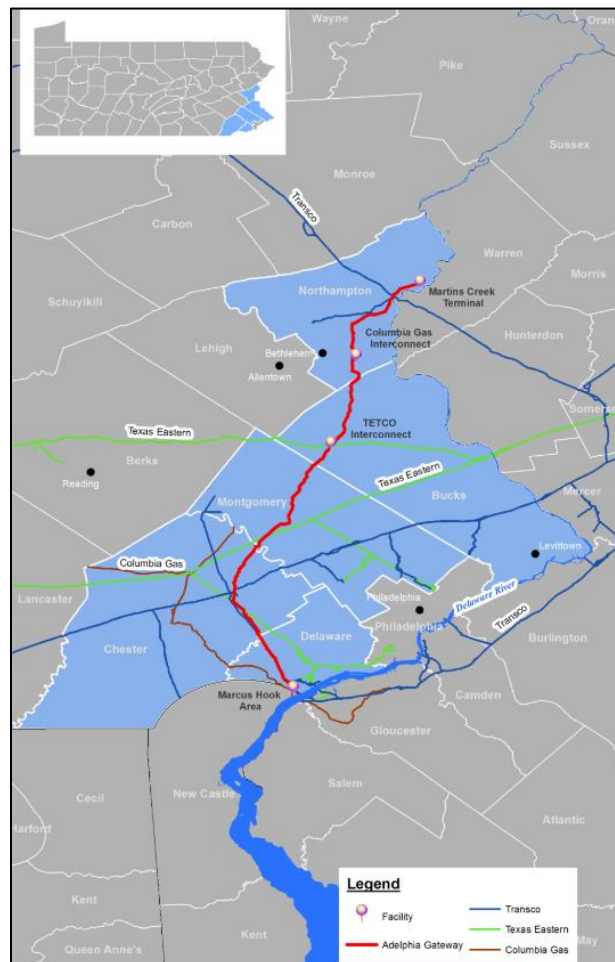 Wayne
Orange
Pike
Sussex
Monroe
Transco
Carbon
Warren
Morris
Northampton
Martins Creek
Terminal
Schuylkill
Columbia Gas
Interconnect
Hunterdon
Lehigh
Bethlehem
Allentown
TETCO
Interconnect
Somerse
Texas Eastern
Berks
Texas Eastern
Reading
Montgomery
Bucks
Mercer
Levittown
Columbia Gas
Philadelphia
Delaware River
Lancaster
Philadelphia
Transco
Delaware
Burlington
Chester
Camden
Marcus Hook
Area
Gloucester
New Castle
Salem
Cecil
Atlantic
Harford
Kent
Kent
Queen Anne's
May
Legend
Facility
Adelphia Gateway
Transco
Texas Eastern
Columbia Gas